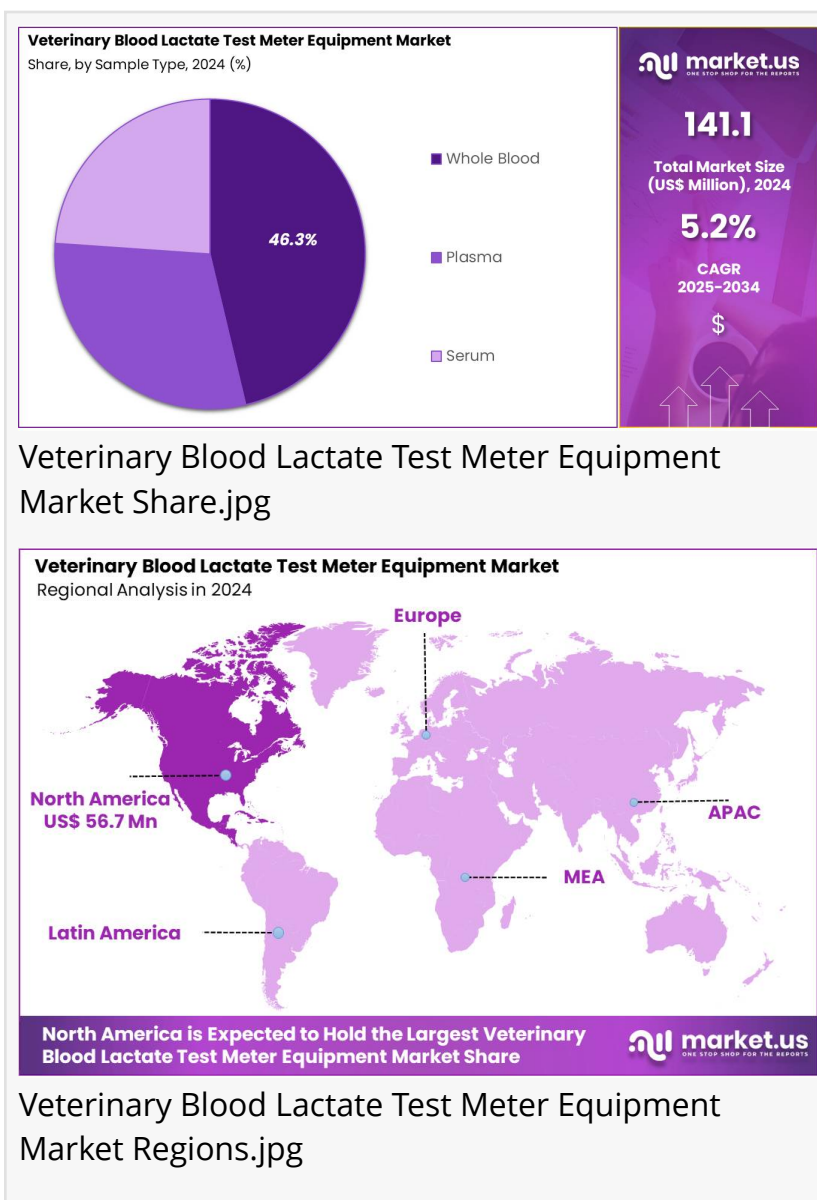 Veterinary Blood Lactate Test Meter Equipment Market
Share, by Sample Type, 2024 (%)
46.3%
Whole Blood
Plasma
Serum
market.us
ONE STOP SHOP FOR THE REPORTS
141.1
Total Market Size
(US$ Million), 2024
5.2%
CAGR
2025-2034
$
Veterinary Blood Lactate Test Meter Equipment
Market Share.jpg
Veterinary Blood Lactate Test Meter Equipment Market
Regional Analysis in 2024
Europe
North America
US$ 56.7 Mn
APAC
MEA
Latin America
North America is Expected to Hold the Largest Veterinary
Blood Lactate Test Meter Equipment Market Share
market.us
ONE STOP SHOP FOR THE REPORTS
Veterinary Blood Lactate Test Meter Equipment
Market Regions.jpg